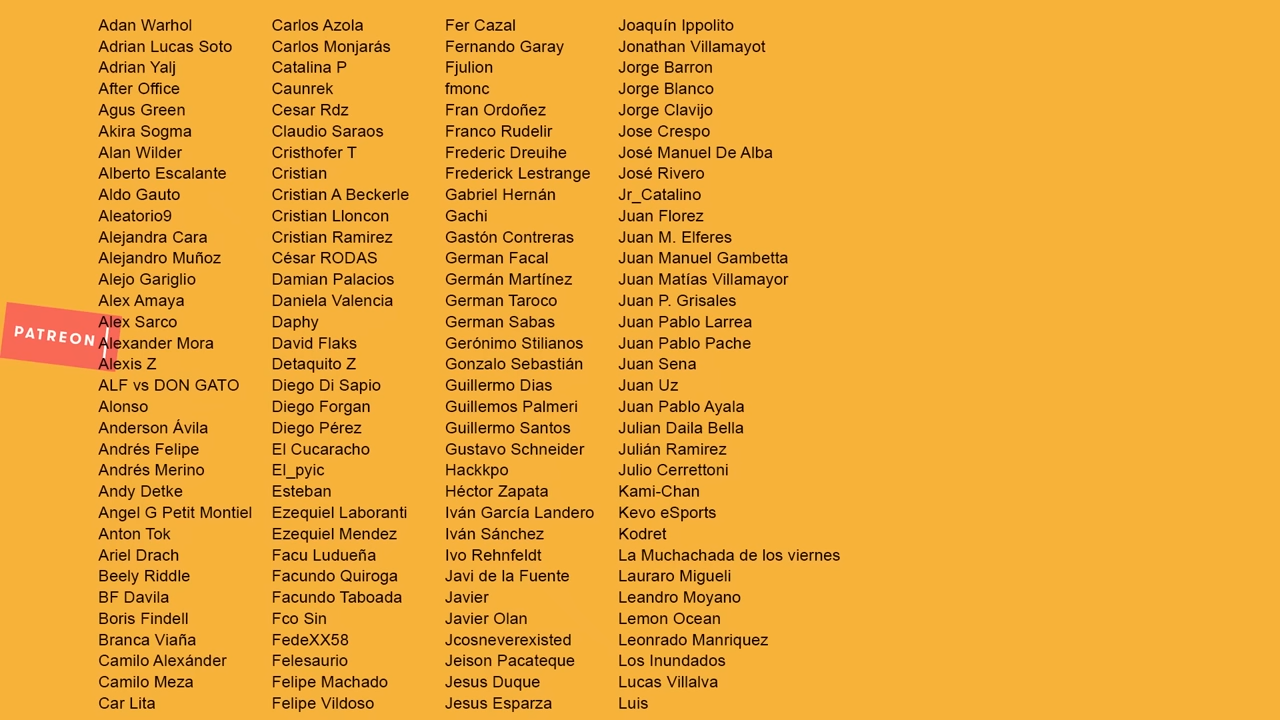 Adan Warhol
Adrian Lucas Soto
Adrian Yalj
After Office
Agus Green
Akira Sogma
Alan Wilder
Alberto Escalante
Aldo Gauto
Aleatorio9
Alejandra Cara
Alejandro Muñoz
Alejo Gariglio
Alex Amaya
Alex Sarco
Alexander Mora
Alexis Z
ALF vs DON GATO
Alonso
Anderson Ávila
Andrés Felipe
Andrés Merino
Andy Detke
Angel G Petit Montiel
Anton Tok
Ariel Drach
Beely Riddle
BF Davila
Boris Findell
Branca Viaña
Camilo Alexánder
Camilo Meza
Car Lita
Carlos Azola
Carlos Monjarás
Catalina P
Caunrek
Cesar Rdz
Claudio Saraos
Cristhofer T
Cristian
Cristian A Beckerle
Cristian Lloncon
Cristian Ramirez
César RODAS
Damian Palacios
Daniela Valencia
Daphy
David Flaks
Detaquito Z
Diego Di Sapio
Diego Forgan
Diego Pérez
El Cucaracho
El_pyic
Esteban
Ezequiel Laboranti
Ezequiel Mendez
Facu Ludueña
Facundo Quiroga
Facundo Taboada
Fco Sin
FedeXX58
Felesaurio
Felipe Machado
Felipe Vildoso
Fer Cazal
Fernando Garay
Fjulion
fmonc
Fran Ordoñez
Franco Rudelir
Frederic Dreuihe
Frederick Lestrange
Gabriel Hernán
Gachi
Gastón Contreras
German Facal
Germán Martínez
German Taroco
German Sabas
Gerónimo Stilianos
Gonzalo Sebastián
Guillermo Dias
Guillemos Palmeri
Guillermo Santos
Gustavo Schneider
Hackkpo
Héctor Zapata
Iván García Landero
Iván Sánchez
Ivo Rehnfeldt
Javi de la Fuente
Javier
Javier Olan
Jcosneverexisted
Jeison Pacateque
Jesus Duque
Jesus Esparza
Joaquín Ippolito
Jonathan Villamayot
Jorge Barron
Jorge Blanco
Jorge Clavijo
Jose Crespo
José Manuel De Alba
José Rivero
Jr_Catalino
Juan Florez
Juan M. Elferes
Juan Manuel Gambetta
Juan Matías Villamayor
Juan P. Grisales
Juan Pablo Larrea
Juan Pablo Pache
Juan Sena
Juan Uz
Juan Pablo Ayala
Julian Daila Bella
Julián Ramirez
Julio Cerrettoni
Kami-Chan
Kevo eSports
Kodret
La Muchachada de los viernes
Lauraro Migueli
Leandro Moyano
Lemon Ocean
Leonrado Manriquez
Los Inundados
Lucas Villalva
Luis
PATREON